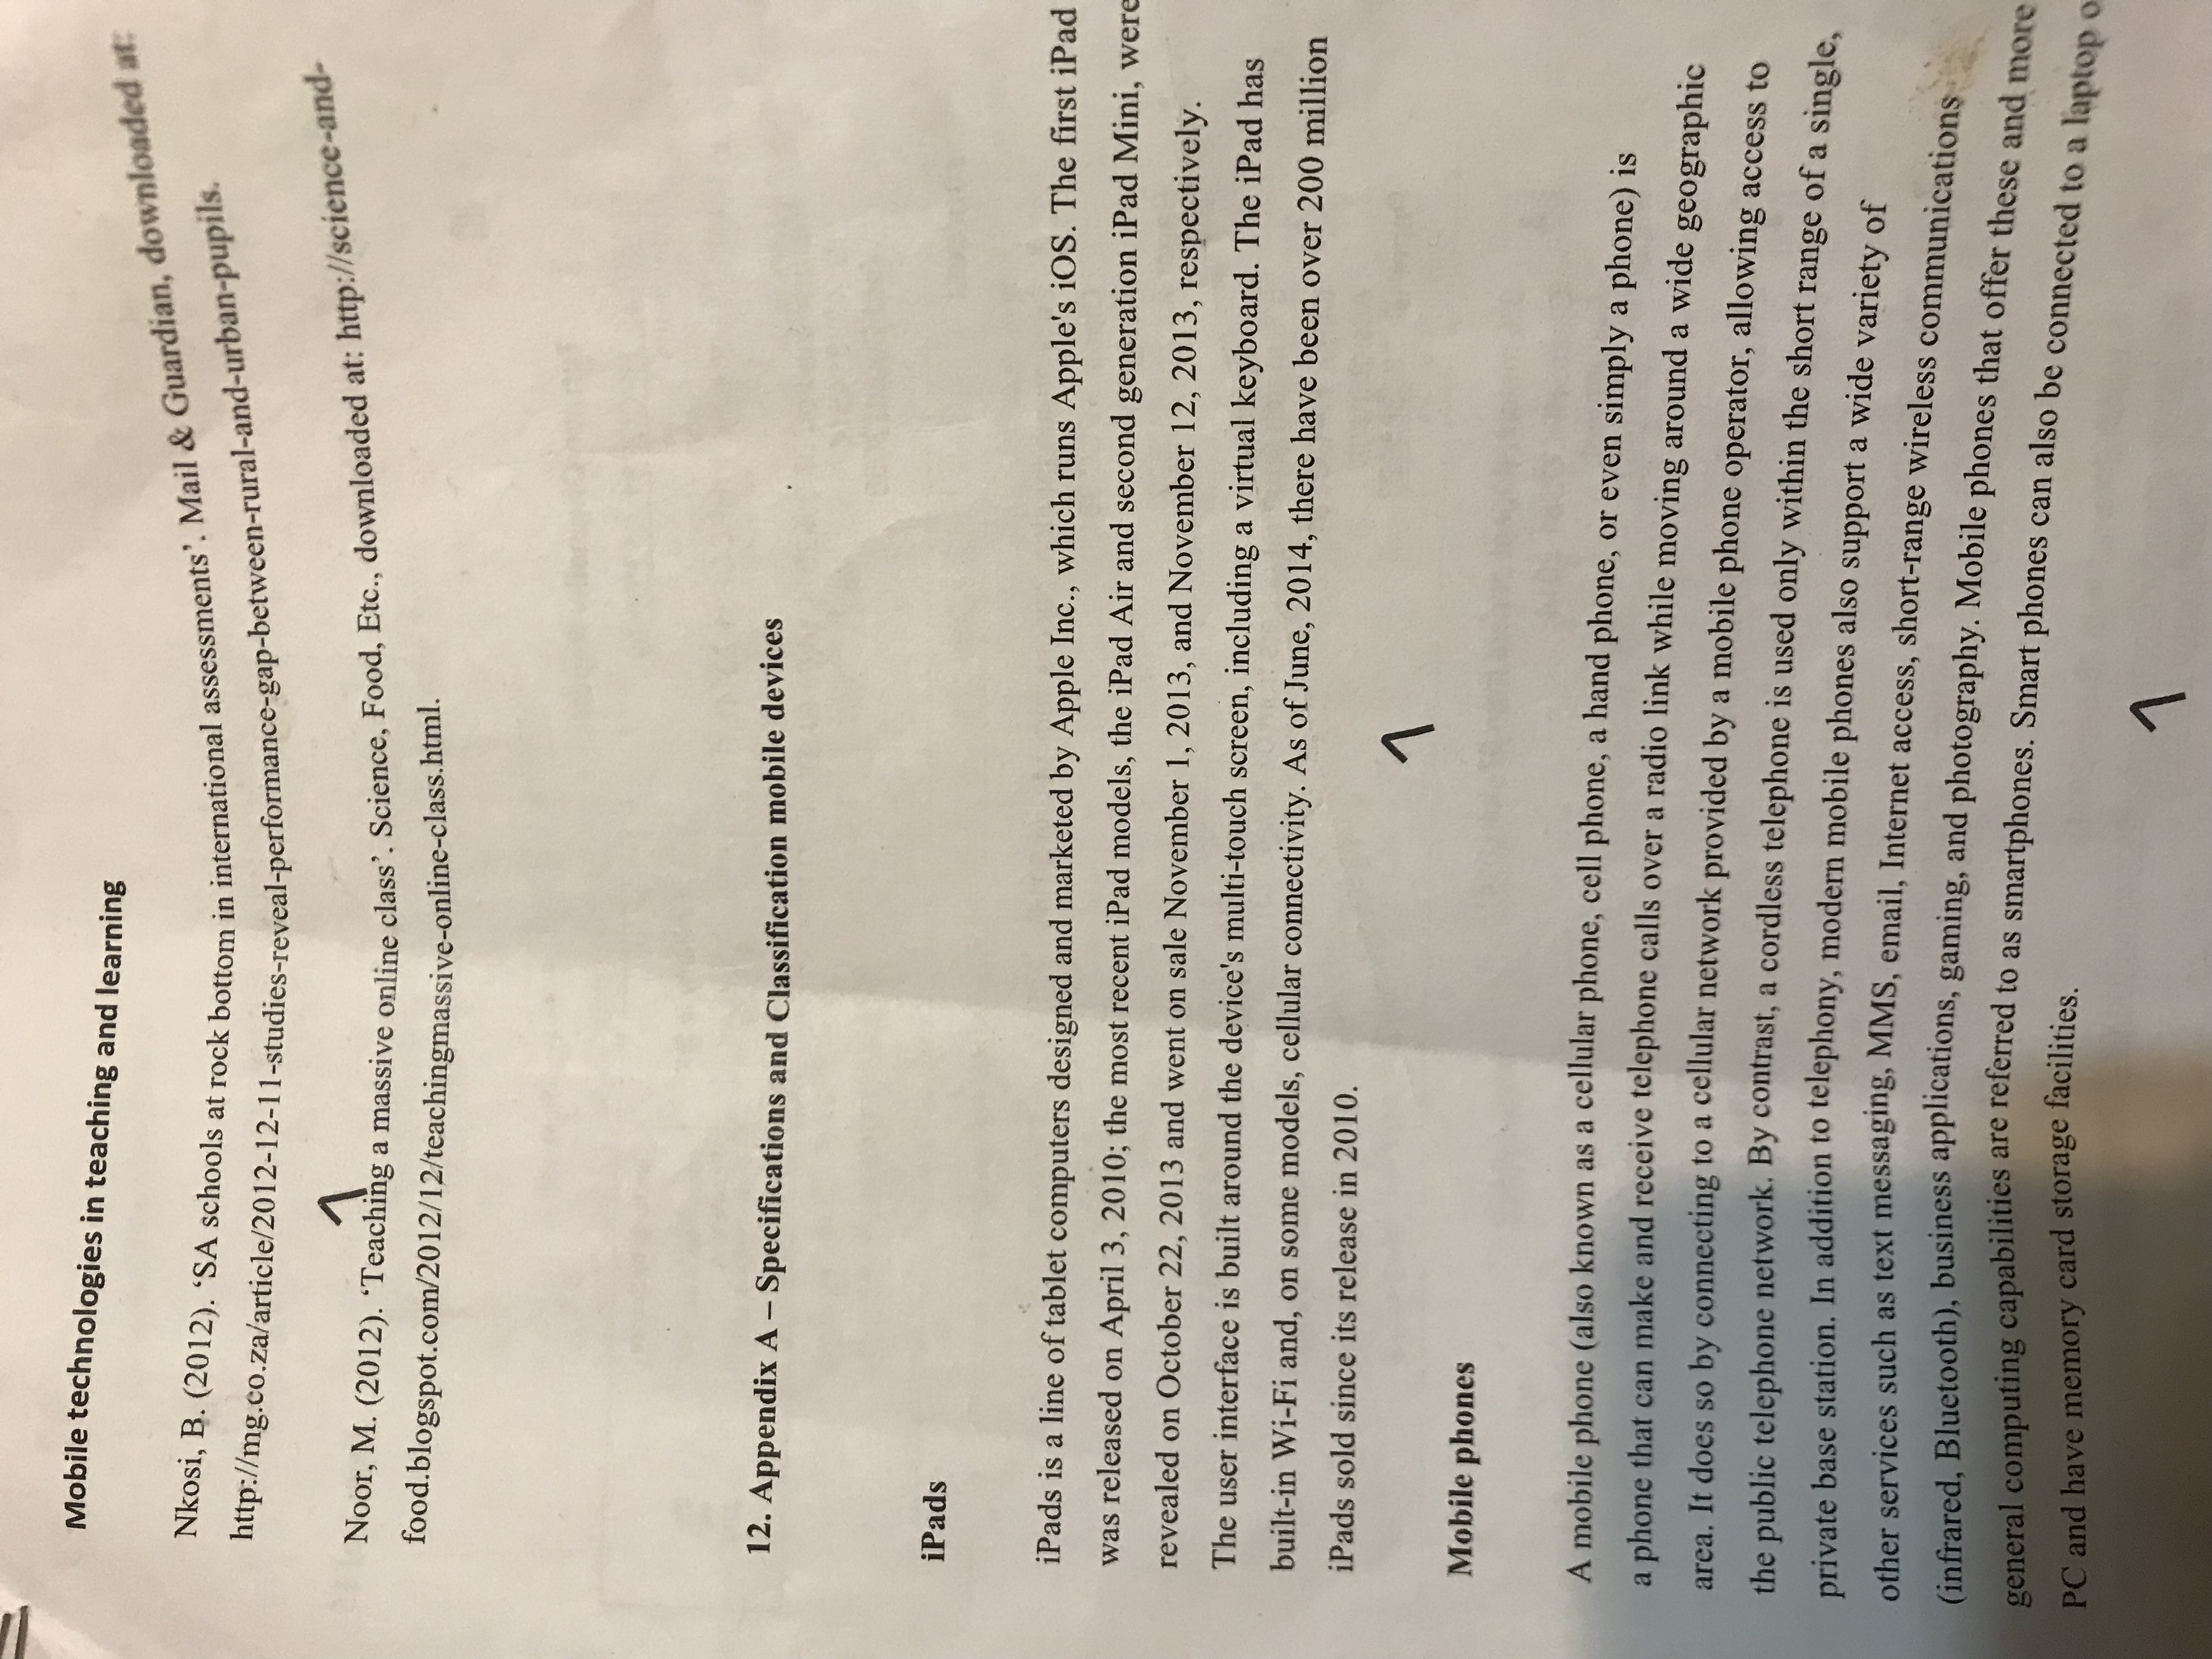 Mobile technologies in teaching and learning
Nkosi, B. (2012). ‘SA schools at rock bottom in international assessments’. Mail & Guardian, downloaded at:
http://mg.co.za/article/2012-12-11-studies-reveal-performance-gap-between-rural-and-urban-pupils.
1
Noor, M. (2012). ‘Teaching a massive online class’. Science, Food, Etc., downloaded at: http://science-and-
food.blogspot.com/2012/12/teachingmassive-online-class.html.
12. Appendix A – Specifications and Classification mobile devices
iPads
iPads is a line of tablet computers designed and marketed by Apple Inc., which runs Apple's iOS. The first iPad
was released on April 3, 2010; the most recent iPad models, the iPad Air and second generation iPad Mini, were
revealed on October 22, 2013 and went on sale November 1, 2013, and November 12, 2013, respectively.
The user interface is built around the device's multi-touch screen, including a virtual keyboard. The iPad has
built-in Wi-Fi and, on some models, cellular connectivity. As of June, 2014, there have been over 200 million
iPads sold since its release in 2010.
1
Mobile phones
A mobile phone (also known as a cellular phone, cell phone, a hand phone, or even simply a phone) is
a phone that can make and receive telephone calls over a radio link while moving around a wide geographic
area. It does so by connecting to a cellular network provided by a mobile phone operator, allowing access to
the public telephone network. By contrast, a cordless telephone is used only within the short range of a single,
private base station. In addition to telephony, modern mobile phones also support a wide variety of
other services such as text messaging, MMS, email, Internet access, short-range wireless communications
(infrared, Bluetooth), business applications, gaming, and photography. Mobile phones that offer these and more
general computing capabilities are referred to as smartphones. Smart phones can also be connected to a laptop
PC and have memory card storage facilities.
1